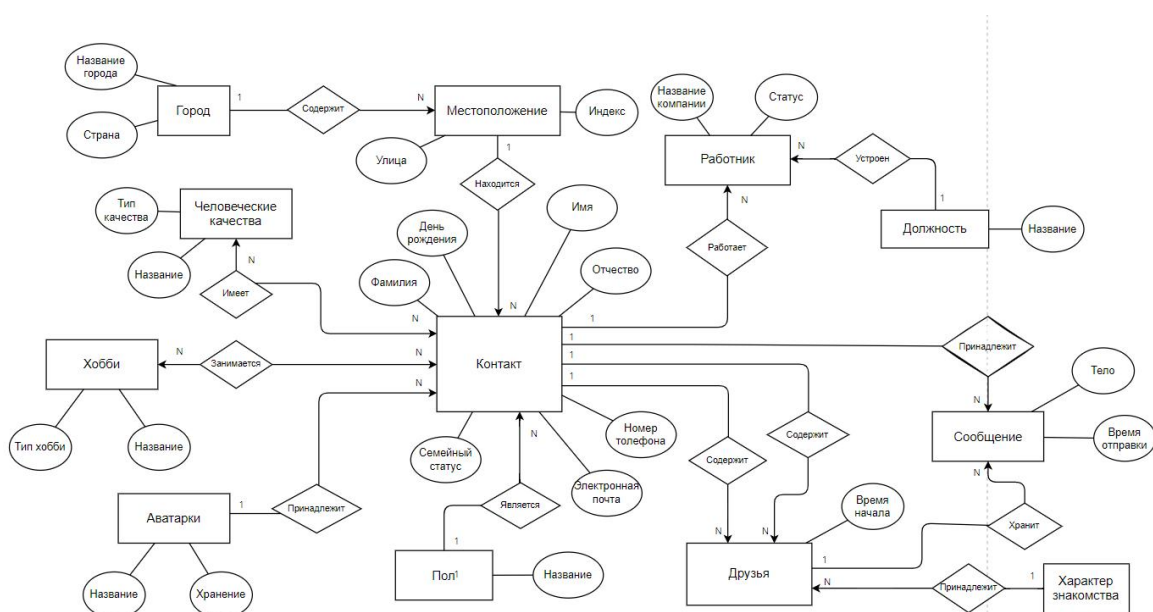 Название
города
Город
Страна
1
Содержит
N
Местоположение
Индекс
Улица
1
Находится
N
Название
компании
Статус
Работник
N
Устроен
1
Должность
Название
N
Работает
1
Тип
качества
Человеческие
качества
Название
N
Имеет
N
День
рождения
Имя
Фамилия
Отчество
Контакт
Хобби
N
Занимается
N
Тип хобби
Название
N
Принадлежит
1
Аватарки
Название
Хранение
Семейный
статус
Номер
толефона
Электронная
почта
N
Является
1
Пол¹
Название
1
1
1
Принадлежит
N
Тело
Сообщение
Время
отправки
N
Содержит
N
Содержит
N
Время
начала
Друзья
1
Хранит
N
Принадлежит
1
Характер
знакомства